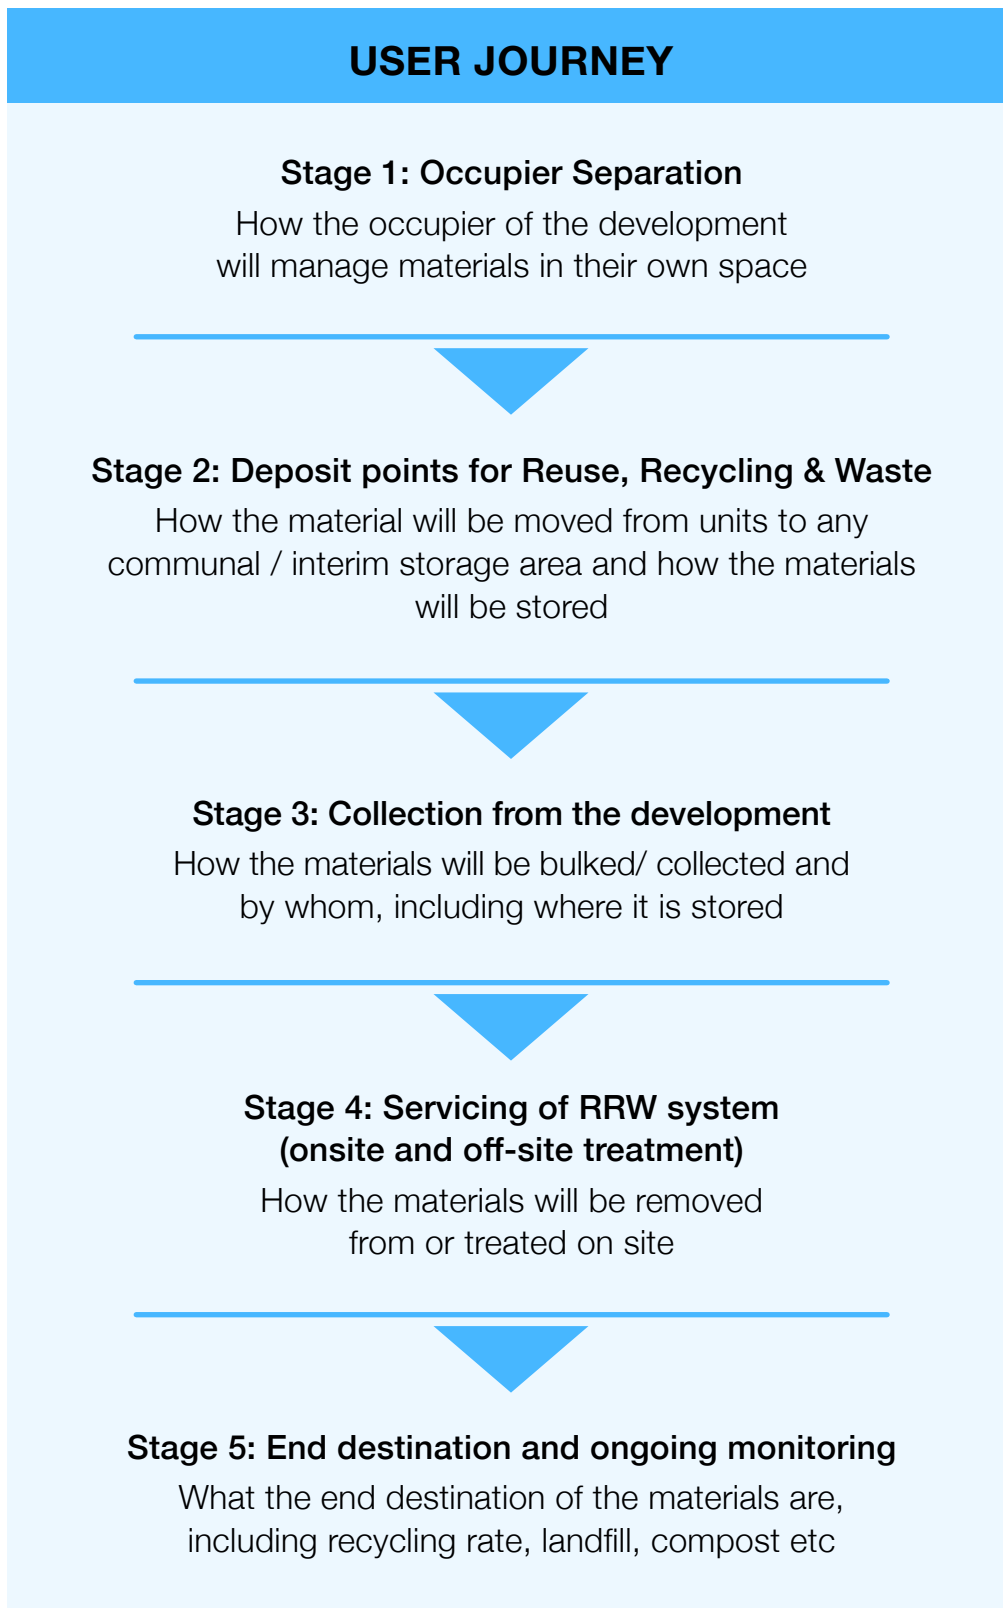 USER JOURNEY
Stage 1: Occupier Separation
How the occupier of the development
will manage materials in their own space
Stage 2: Deposit points for Reuse, Recycling & Waste
How the material will be moved from units to any
communal / interim storage area and how the materials
will be stored
Stage 3: Collection from the development
How the materials will be bulked/ collected and
by whom, including where it is stored
Stage 4: Servicing of RRW system
(onsite and off-site treatment)
How the materials will be removed
from or treated on site
Stage 5: End destination and ongoing monitoring
What the end destination of the materials are,
including recycling rate, landfill, compost etc